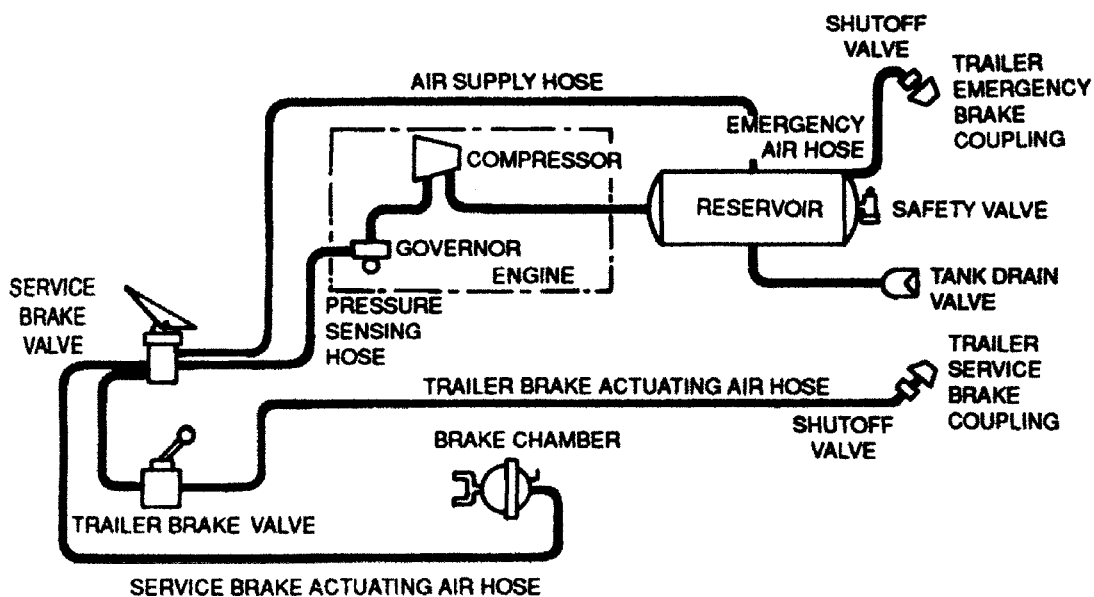 SHUTOFF
VALVE
TRAILER
EMERGENCY
BRAKE
COUPLING
AIR SUPPLY HOSE
EMERGENCY
AIR HOSE
COMPRESSOR
RESERVOIR
SAFETY VALVE
GOVERNOR
ENGINE
TANK DRAIN
VALVE
SERVICE
BRAKE
VALVE
PRESSURE
SENSING
HOSE
TRAILER
SERVICE
BRAKE
COUPLING
TRAILER BRAKE ACTUATING AIR HOSE
SHUTOFF
VALVE
BRAKE CHAMBER
TRAILER BRAKE VALVE
SERVICE BRAKE ACTUATING AIR HOSE